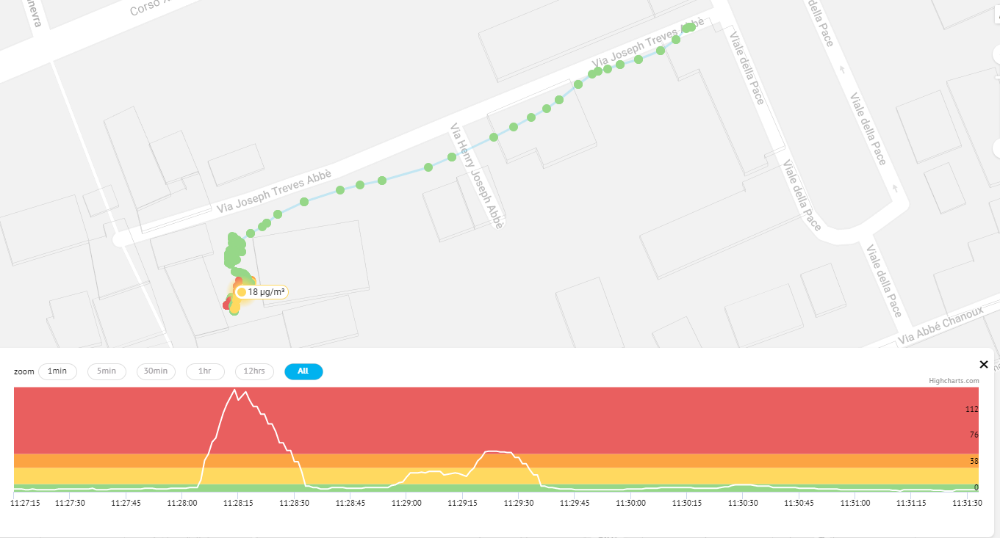 Corso
Via Joseph Treves Abbè
Viale della Pace
della Pace
Viale della Pace
Via Henry Joseph Abbè
Via Joseph Treves Abbè
Viale della Pace
Viale della Pace
18 µg/m³
Via Abbé Chanoux
zoom 1min 5min 30min 1hr 12hrs All
Highcharts.com
112
76
38
0
11:27:15 11:27:30 11:27:45 11:28:00 11:28:15 11:28:30 11:28:45 11:29:00 11:29:15 11:29:30 11:29:45 11:30:00 11:30:15 11:30:30 11:30:45 11:31:00 11:31:15 11:31:30